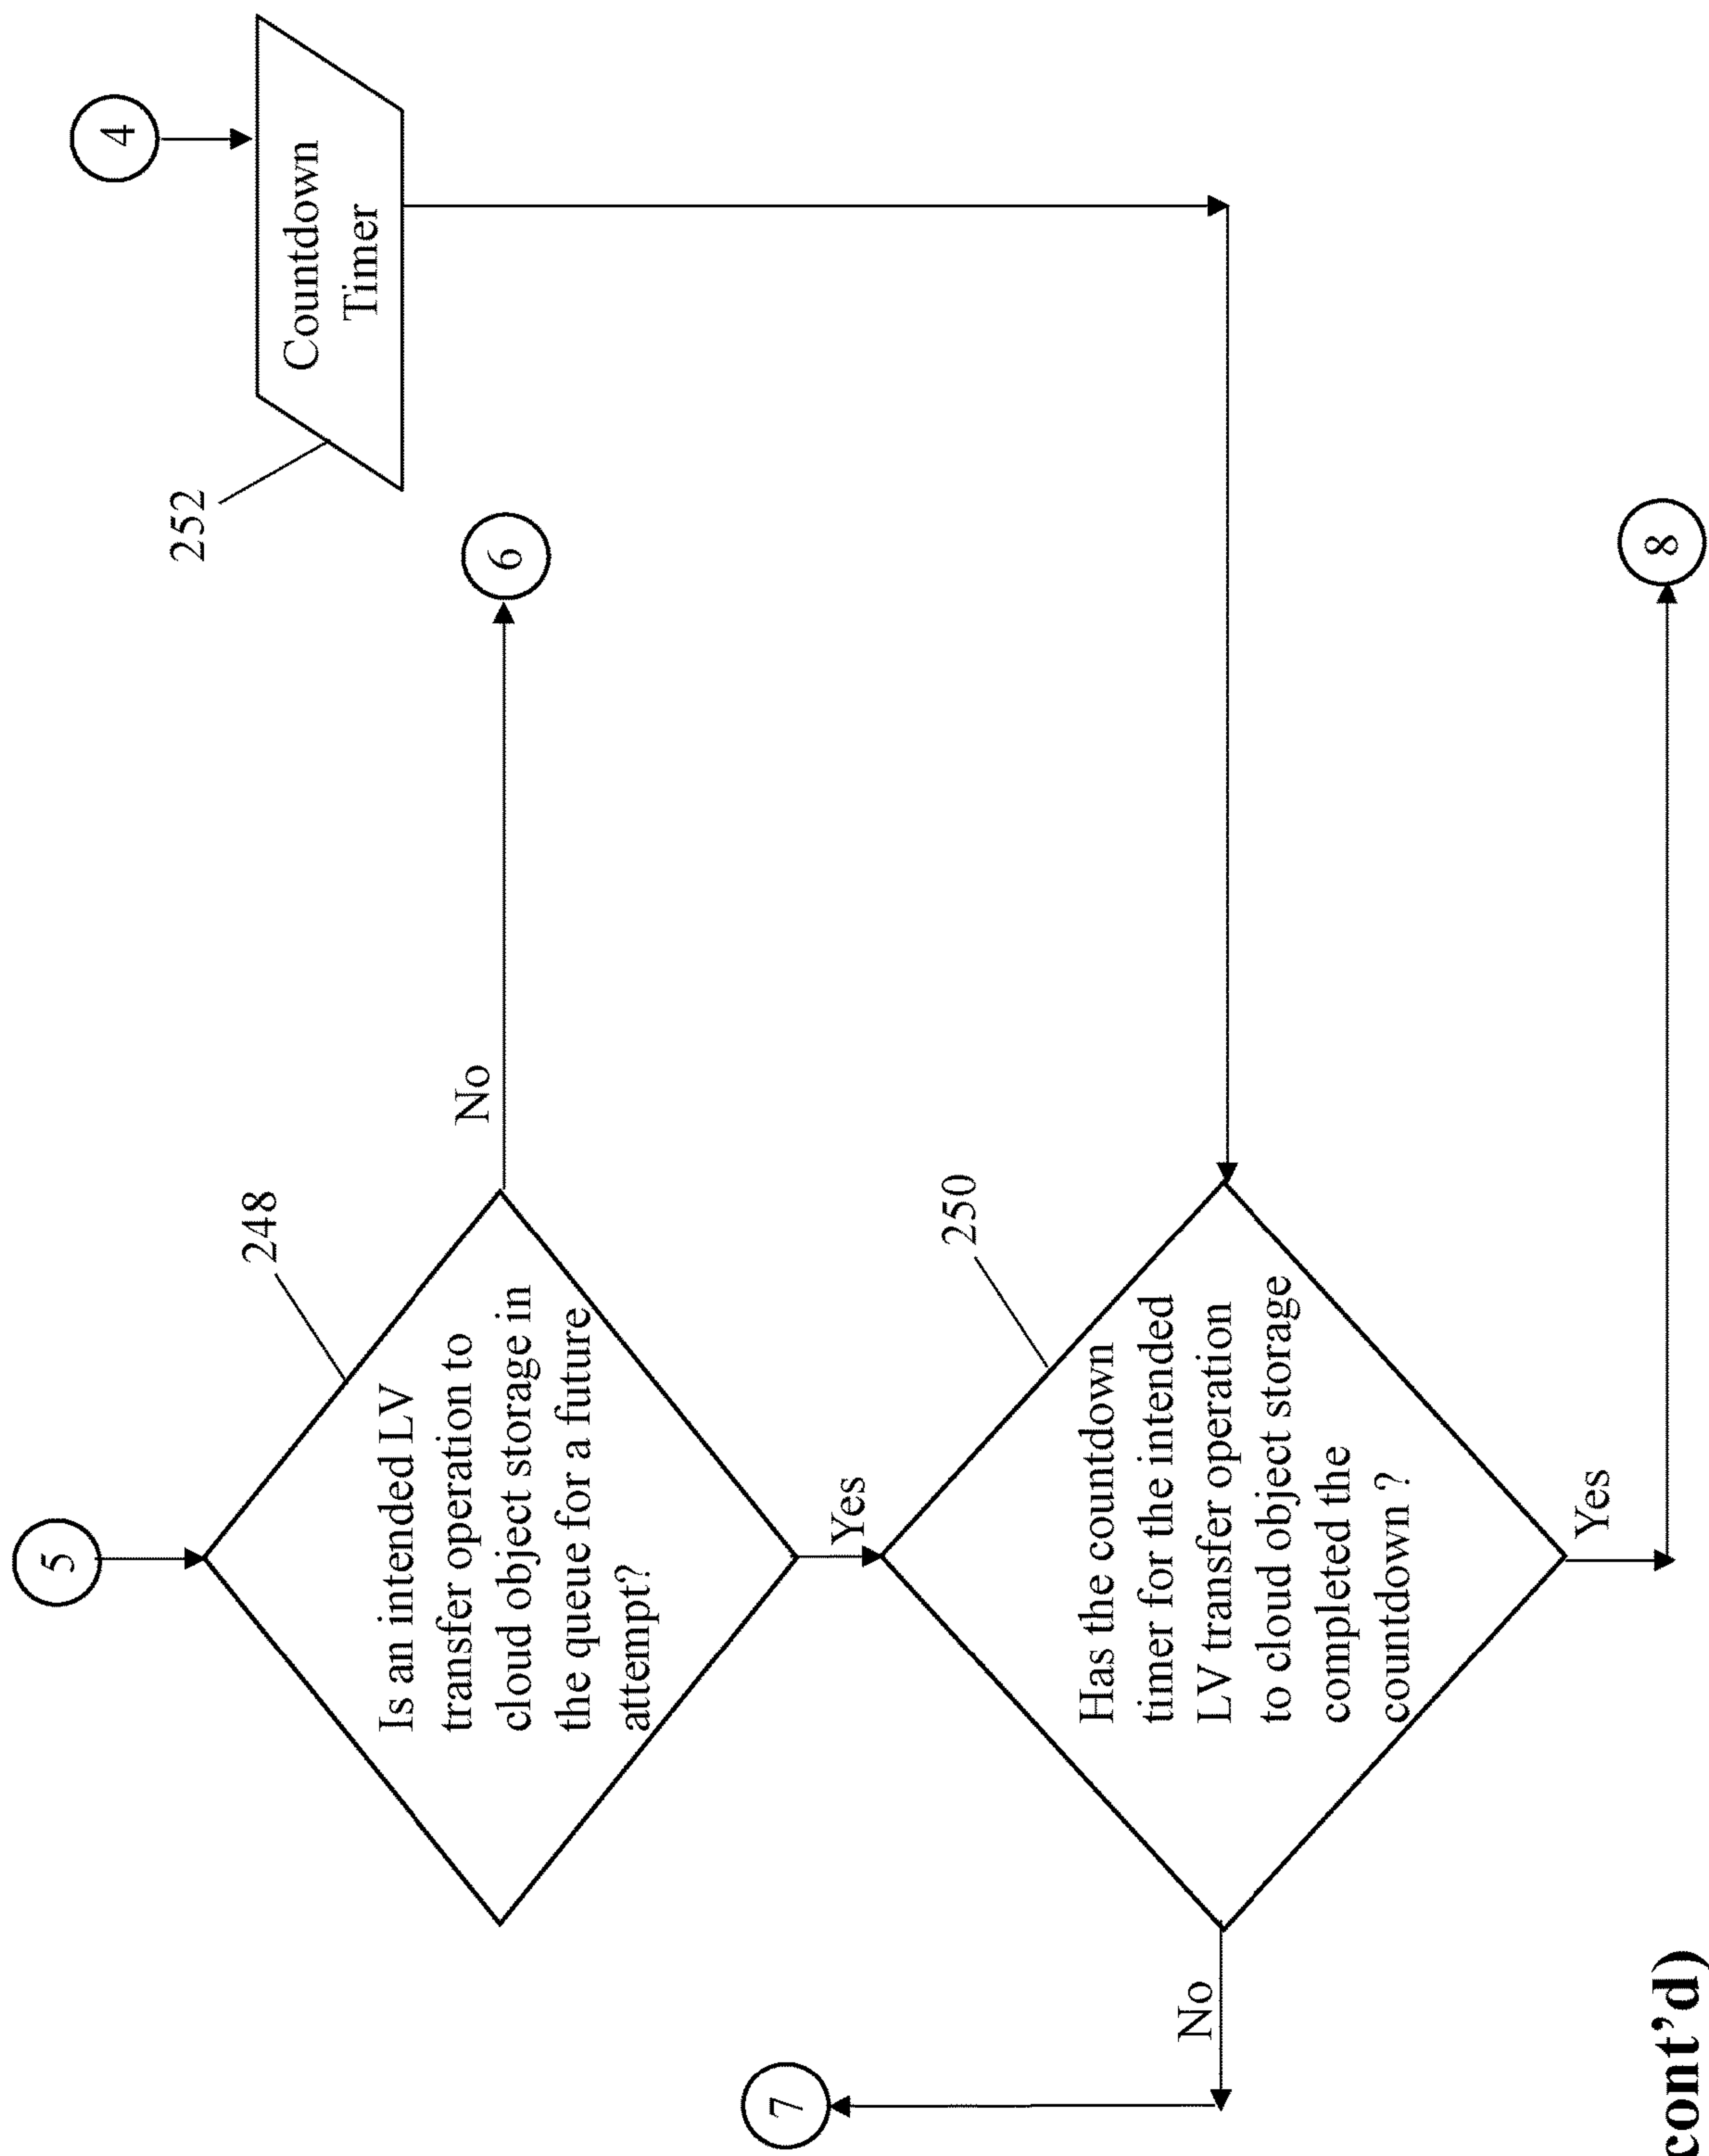 5
248
Is an intended LV
transfer operation to
cloud object storage in
the queue for a future
attempt?
No
6
Yes
4
Countdown
Timer
252
250
Has the countdown
timer for the intended
LV transfer operation
to cloud object storage
completed the
countdown ?
No
7
Yes
8
cont'd)